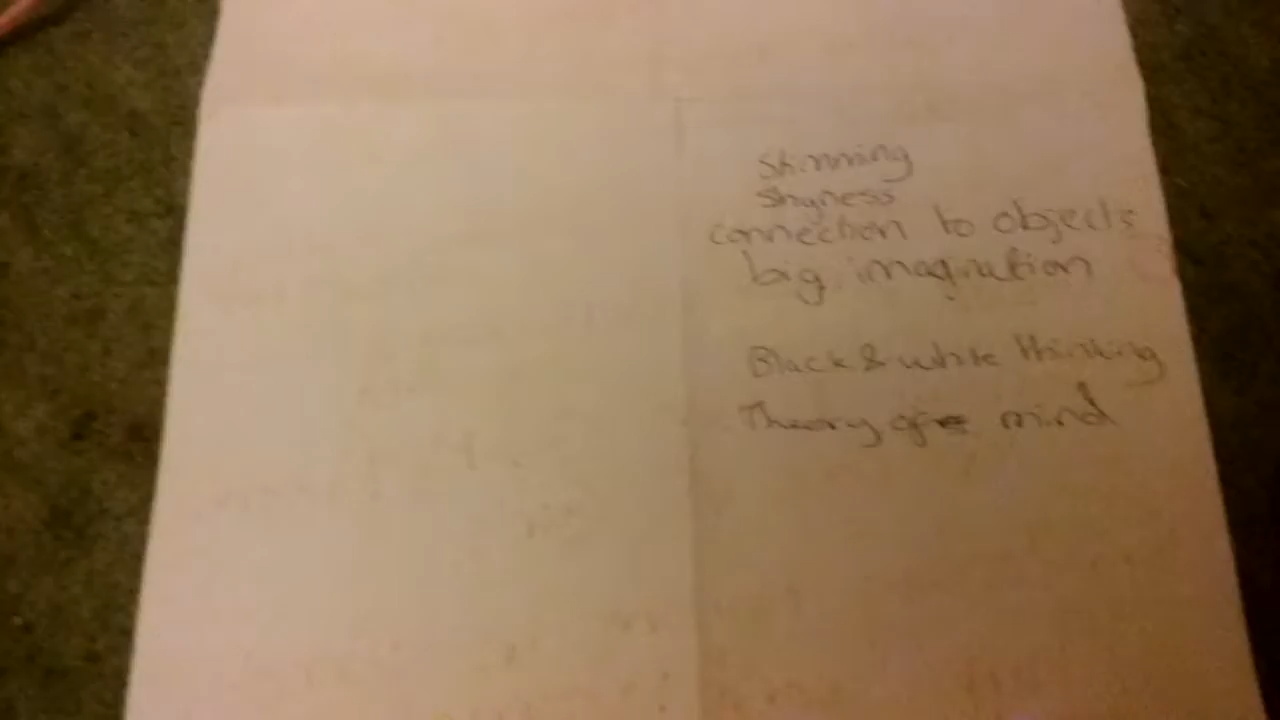 Stimming
Shyness
connection to objects
big imagination
Black & white thinking
Theory of mind